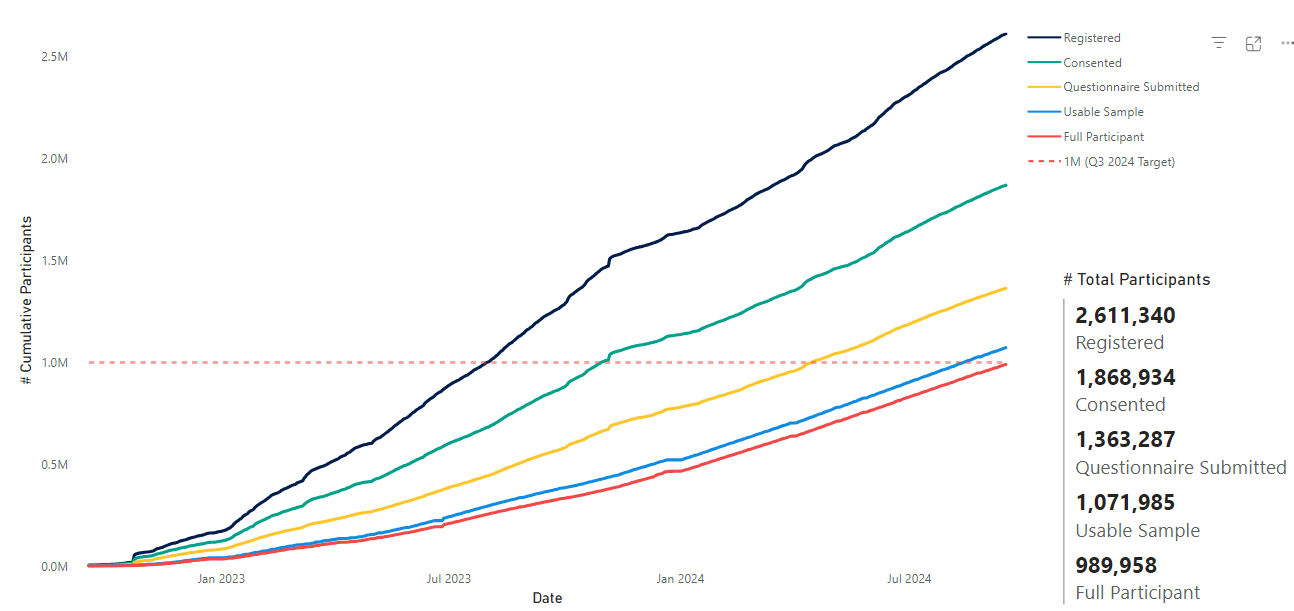 2.5M
2.0M
1.5M
1.0M
0.5M
0.0M
# Cumulative Participants
Jan 2023
Jul 2023
Jan 2024
Jul 2024
Date
Registered
Consented
Questionnaire Submitted
Usable Sample
Full Participant
1M (Q3 2024 Target)
# Total Participants
2,611,340
Registered
1,868,934
Consented
1,363,287
Questionnaire Submitted
1,071,985
Usable Sample
989,958
Full Participant